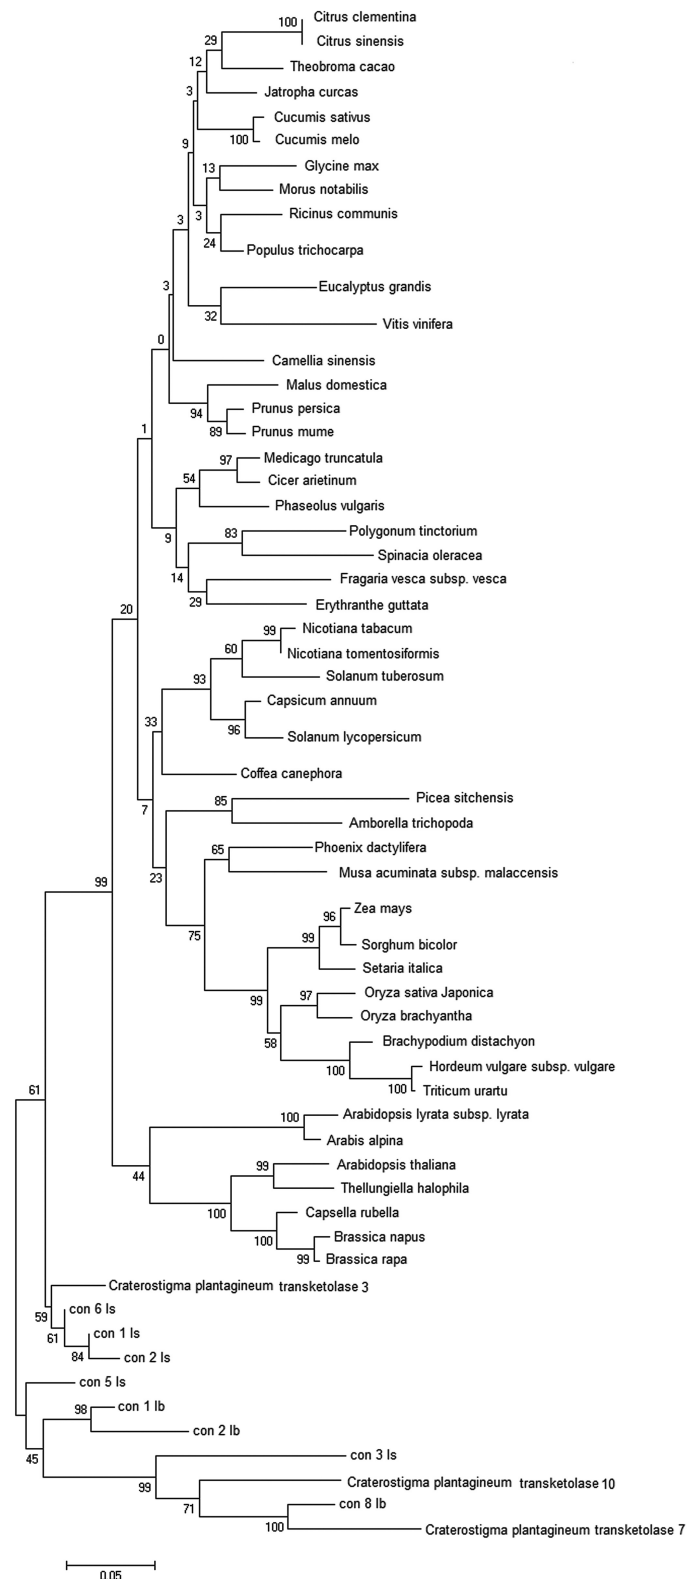 Citrus clementina
100
Citrus sinensis
29
Theobroma cacao
12
Jatropha curcas
3
Cucumis sativus
100
Cucumis melo
9
Glycine max
13
Morus notabilis
3
Ricinus communis
24
Populus trichocarpa
3
Eucalyptus grandis
32
Vitis vinifera
3
Camellia sinensis
0
Malus domestica
94
Prunus persica
89
Prunus mume
1
Medicago truncatula
97
Cicer arietinum
54
Phaseolus vulgaris
9
Polygonum tinctorium
83
Spinacia oleracea
14
Fragaria vesca subsp. vesca
29
Erythranthe guttata
20
Nicotiana tabacum
99
Nicotiana tomentosiformis
60
Solanum tuberosum
93
Capsicum annuum
96
Solanum lycopersicum
33
Coffea canephora
7
Picea sitchensis
85
Amborella trichopoda
23
Phoenix dactylifera
65
Musa acuminata subsp. malaccensis
75
Zea mays
96
Sorghum bicolor
99
Setaria italica
99
Oryza sativa Japonica
97
Oryza brachyantha
58
Brachypodium distachyon
100
Hordeum vulgare subsp. vulgare
100
Triticum urartu
99
Arabidopsis lyrata subsp. lyrata
100
Arabis alpina
44
Arabidopsis thaliana
99
Thellungiella halophila
100
Capsella rubella
100
Brassica napus
99
Brassica rapa
61
Craterostigma plantagineum transketolase 3
59
con 6 ls
61
con 1 ls
84
con 2 ls
con 5 ls
con 1 lb
98
con 2 lb
45
con 3 ls
99
Craterostigma plantagineum transketolase 10
71
con 8 lb
100
Craterostigma plantagineum transketolase 7
0.05